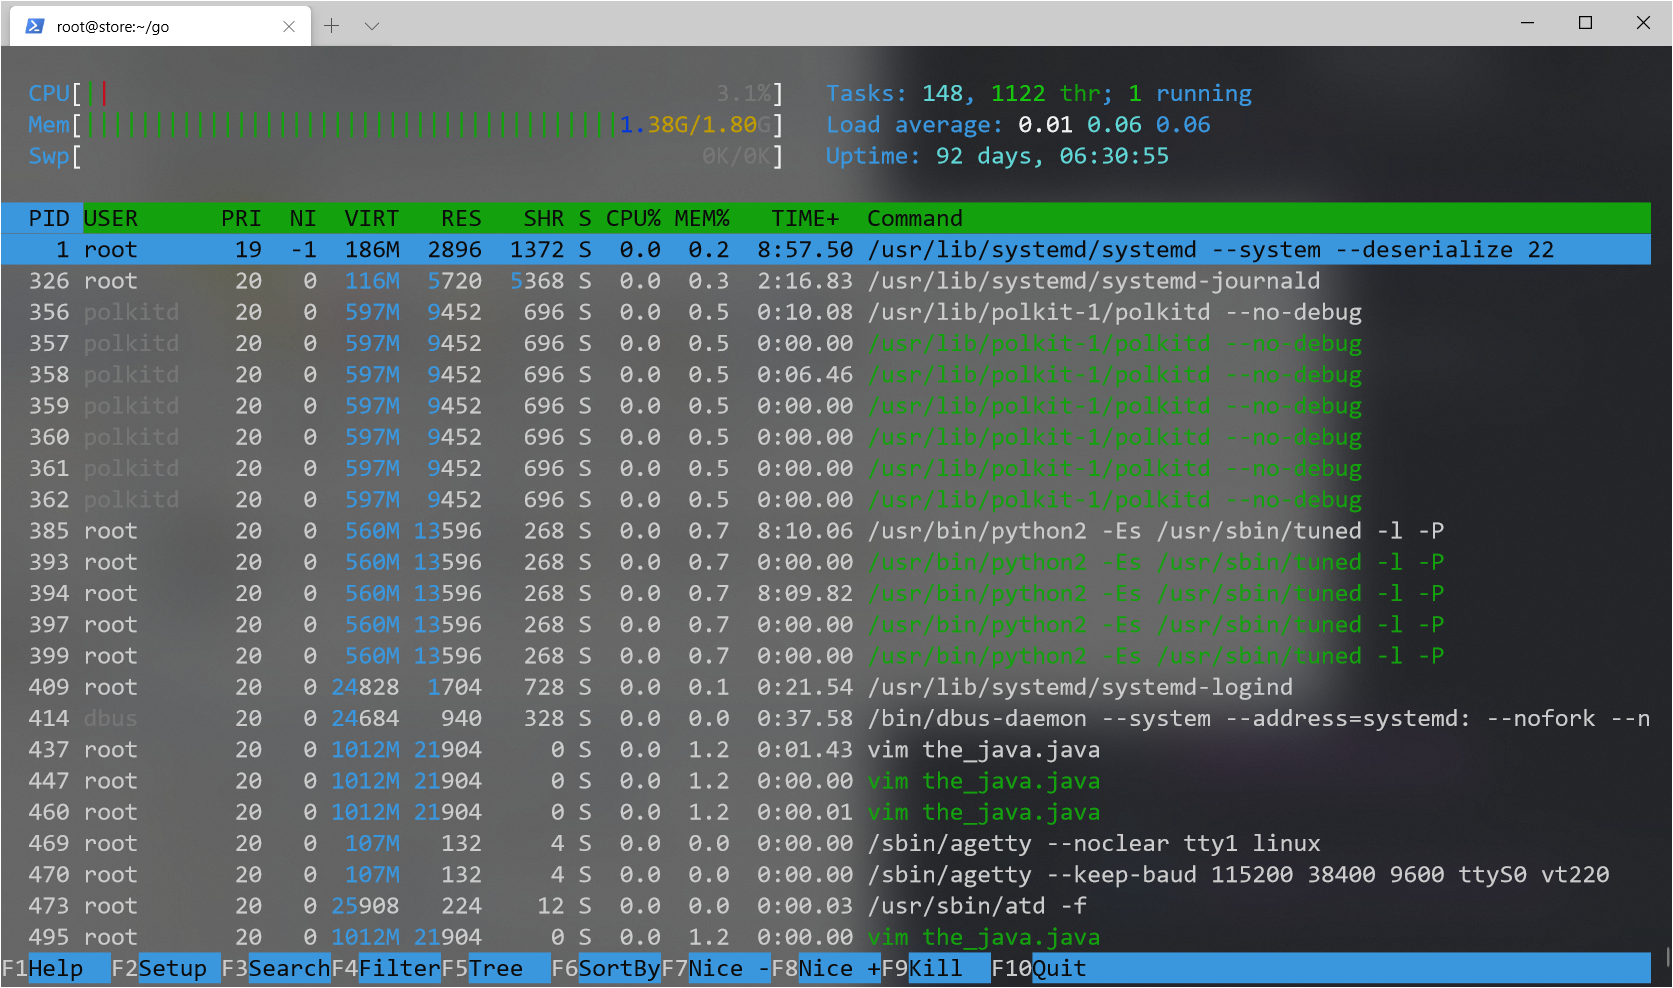 root@store:~/go
CPU[|| 3.1%] Tasks: 148, 1122 thr; 1 running
Mem[|||||||||||||||||||||||||||||||||||||||1.38G/1.80G] Load average: 0.01 0.06 0.06
Swp[ 0K/0K] Uptime: 92 days, 06:30:55
PID USER PRI NI VIRT RES SHR S CPU% MEM% TIME+ Command
1 root 19 -1 186M 2896 1372 S 0.0 0.2 8:57.50 /usr/lib/systemd/systemd --system --deserialize 22
326 root 20 0 116M 5720 5368 S 0.0 0.3 2:16.83 /usr/lib/systemd/systemd-journald
356 polkitd 20 0 597M 9452 696 S 0.0 0.5 0:10.08 /usr/lib/polkit-1/polkitd --no-debug
357 polkitd 20 0 597M 9452 696 S 0.0 0.5 0:00.00 /usr/lib/polkit-1/polkitd --no-debug
358 polkitd 20 0 597M 9452 696 S 0.0 0.5 0:06.46 /usr/lib/polkit-1/polkitd --no-debug
359 polkitd 20 0 597M 9452 696 S 0.0 0.5 0:00.00 /usr/lib/polkit-1/polkitd --no-debug
360 polkitd 20 0 597M 9452 696 S 0.0 0.5 0:00.00 /usr/lib/polkit-1/polkitd --no-debug
361 polkitd 20 0 597M 9452 696 S 0.0 0.5 0:00.00 /usr/lib/polkit-1/polkitd --no-debug
362 polkitd 20 0 597M 9452 696 S 0.0 0.5 0:00.00 /usr/lib/polkit-1/polkitd --no-debug
385 root 20 0 560M 13596 268 S 0.0 0.7 8:10.06 /usr/bin/python2 -Es /usr/sbin/tuned -l -P
393 root 20 0 560M 13596 268 S 0.0 0.7 0:00.00 /usr/bin/python2 -Es /usr/sbin/tuned -l -P
394 root 20 0 560M 13596 268 S 0.0 0.7 8:09.82 /usr/bin/python2 -Es /usr/sbin/tuned -l -P
397 root 20 0 560M 13596 268 S 0.0 0.7 0:00.00 /usr/bin/python2 -Es /usr/sbin/tuned -l -P
399 root 20 0 560M 13596 268 S 0.0 0.7 0:00.00 /usr/bin/python2 -Es /usr/sbin/tuned -l -P
409 root 20 0 24828 1704 728 S 0.0 0.1 0:21.54 /usr/lib/systemd/systemd-logind
414 dbus 20 0 24684 940 328 S 0.0 0.0 0:37.58 /bin/dbus-daemon --system --address=systemd: --nofork --n
437 root 20 0 1012M 21904 0 S 0.0 1.2 0:01.43 vim the_java.java
447 root 20 0 1012M 21904 0 S 0.0 1.2 0:00.00 vim the_java.java
460 root 20 0 1012M 21904 0 S 0.0 1.2 0:00.01 vim the_java.java
469 root 20 0 107M 132 4 S 0.0 0.0 0:00.00 /sbin/agetty --noclear tty1 linux
470 root 20 0 107M 132 4 S 0.0 0.0 0:00.00 /sbin/agetty --keep-baud 115200 38400 9600 ttyS0 vt220
473 root 20 0 25908 224 12 S 0.0 0.0 0:00.03 /usr/sbin/atd -f
495 root 20 0 1012M 21904 0 S 0.0 1.2 0:00.00 vim the_java.java
F1Help F2Setup F3SearchF4FilterF5Tree F6SortByF7Nice -F8Nice +F9Kill F10Quit